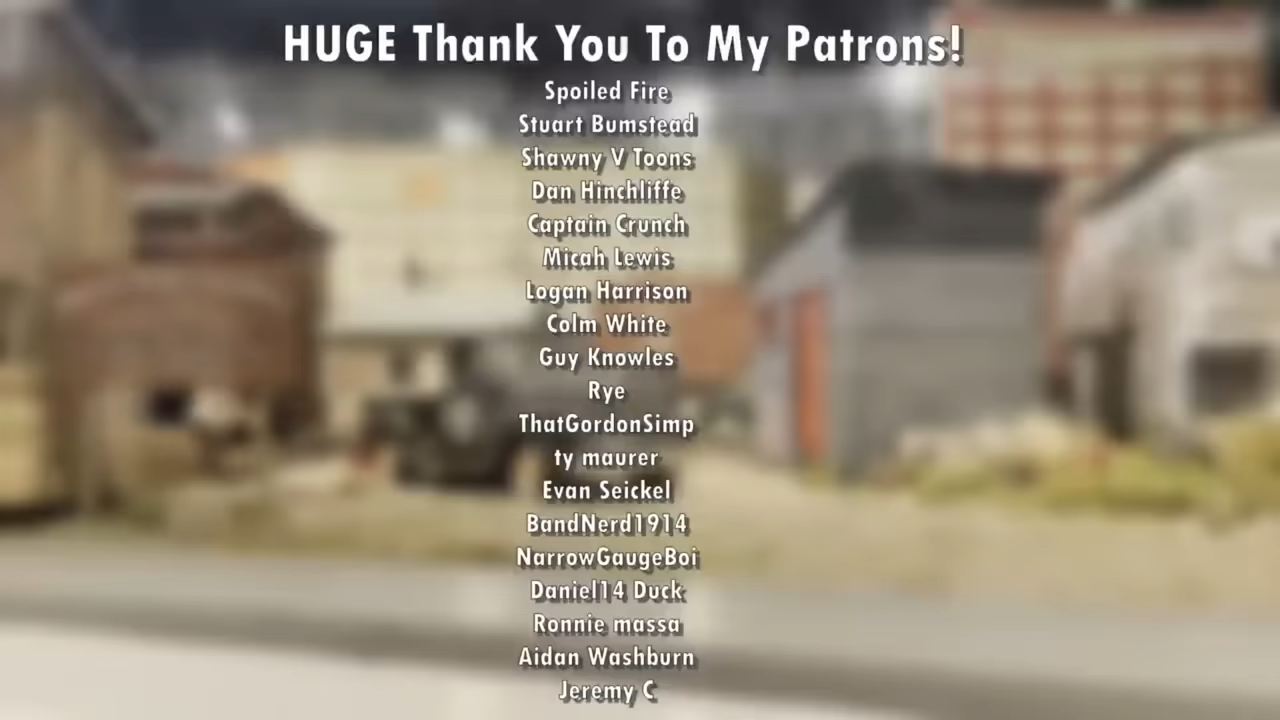 HUGE Thank You To My Patrons!
Spoiled Fire
Stuart Bumstead
Shawny V Toons
Dan Hinchliffe
Captain Crunch
Micah Lewis
Logan Harrison
Colm White
Guy Knowles
Rye
ThatGordonSimp
ty maurer
Evan Seickel
BandNerd1914
NarrowGaugeBoi
Daniel14 Duck
Ronnie massa
Aidan Washburn
Jeremy C